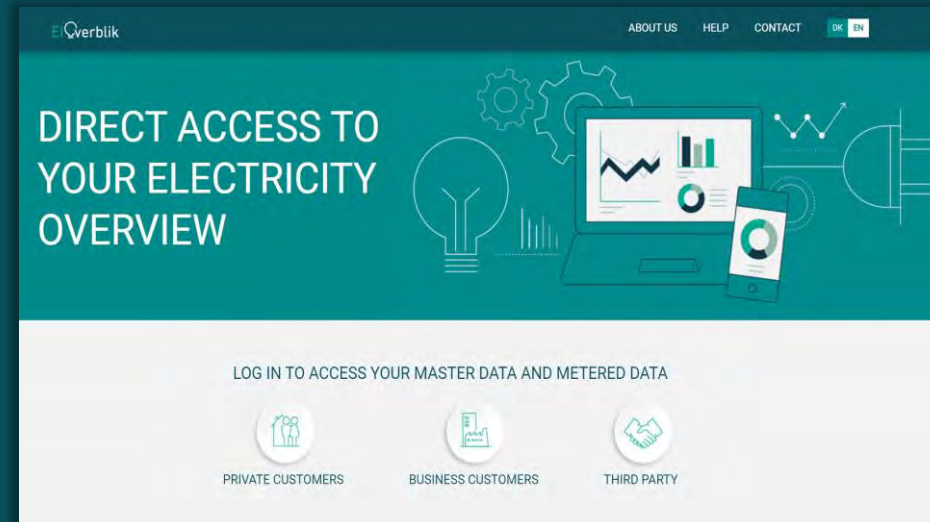 ElOverblik
ABOUT US HELP CONTACT DK EN
DIRECT ACCESS TO
YOUR ELECTRICITY
OVERVIEW
LOG IN TO ACCESS YOUR MASTER DATA AND METERED DATA
PRIVATE CUSTOMERS BUSINESS CUSTOMERS THIRD PARTY